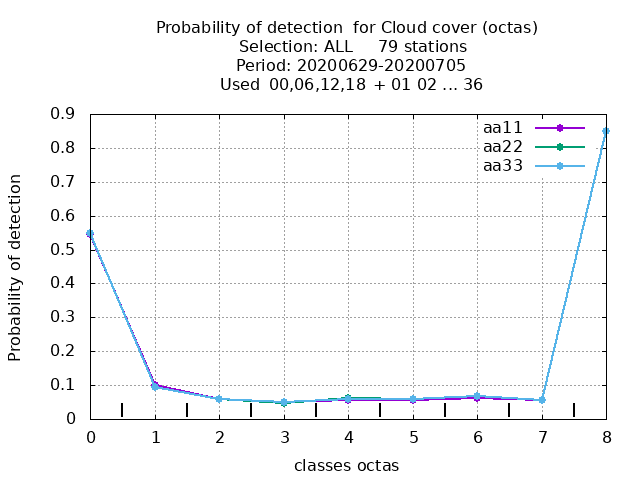 Probability of detection  for Cloud cover (octas)
Selection: ALL     79 stations
Period: 20200629-20200705
Used  00,06,12,18  + 01 02 ... 36
aa11
aa22
aa33
0.9
0.8
0.7
0.6
0.5
0.4
0.3
0.2
0.1
0
Probability of detection
0 1 2 3 4 5 6 7 8
classes octas